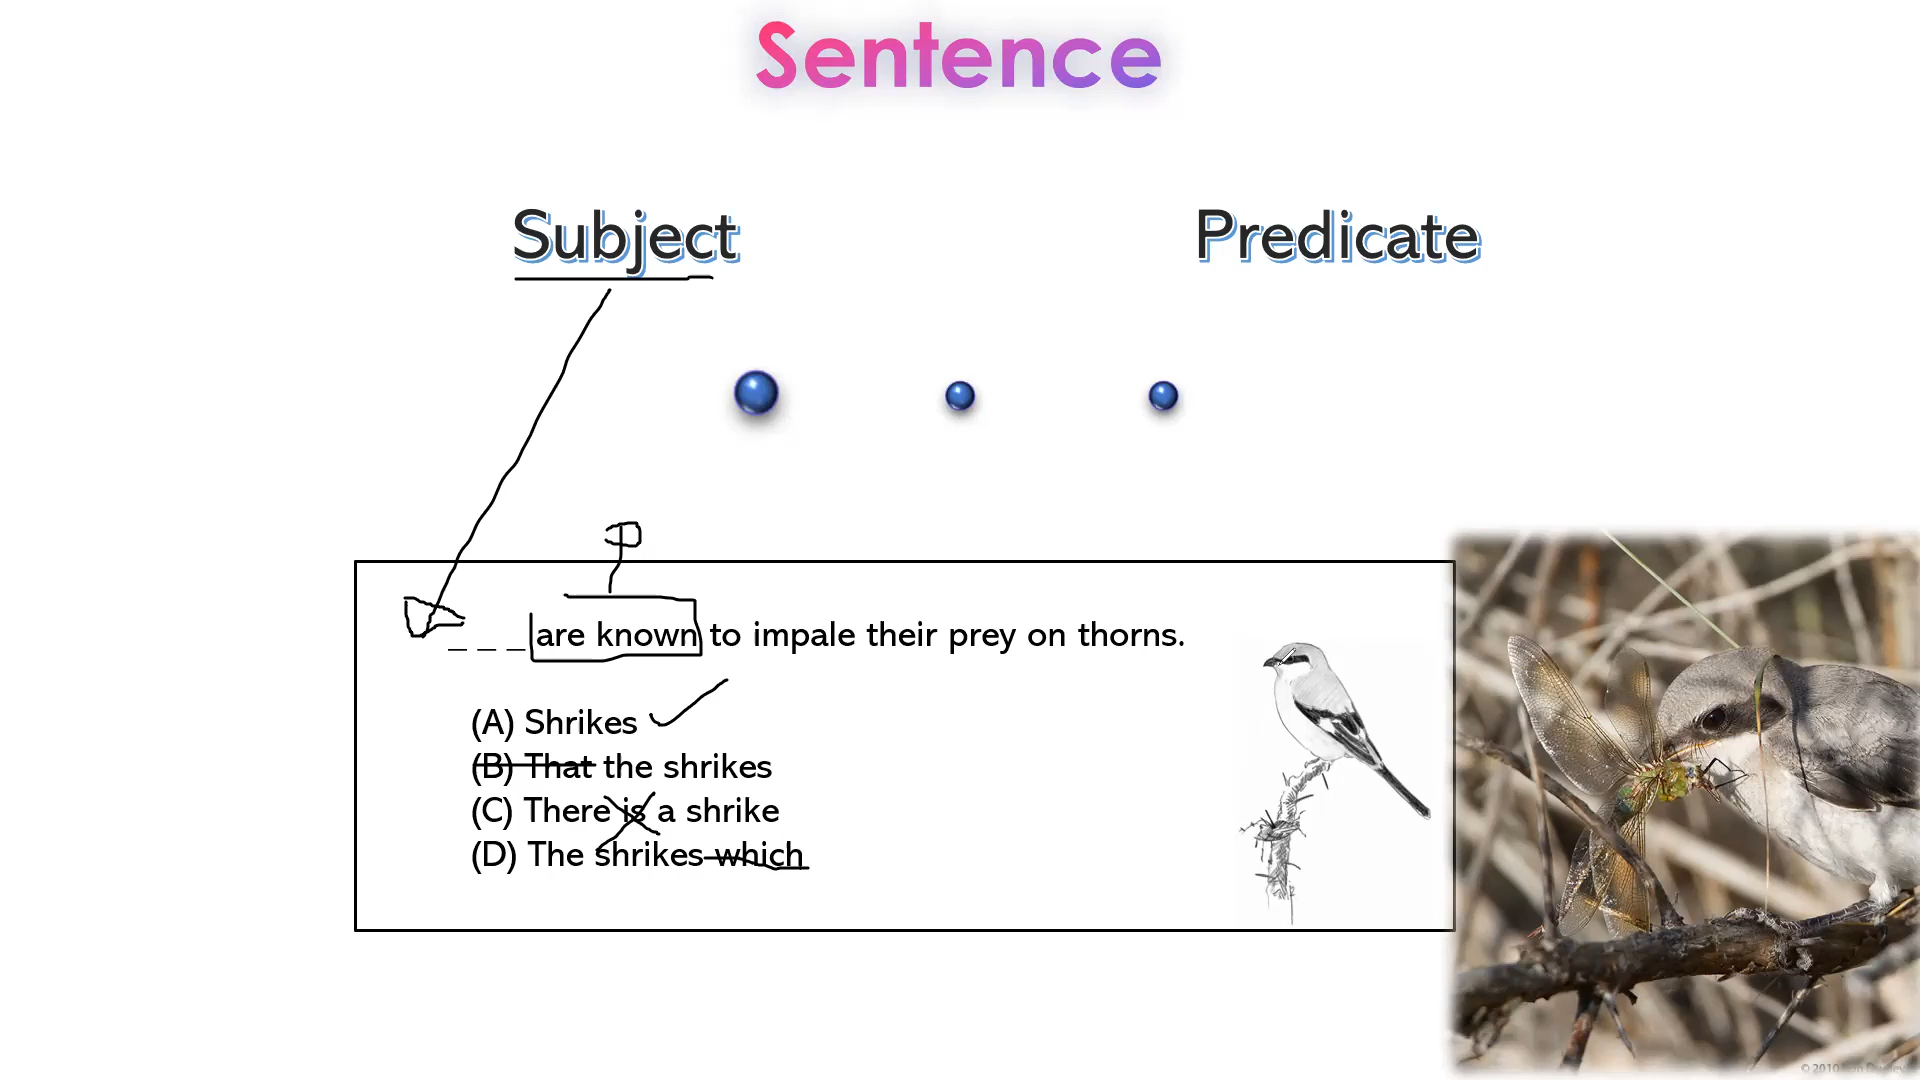 Sentence
Subject
Predicate
P
_ _ _ are known to impale their prey on thorns.
(A) Shrikes
(B) That the shrikes
(C) There is a shrike
(D) The shrikes which
© 2010